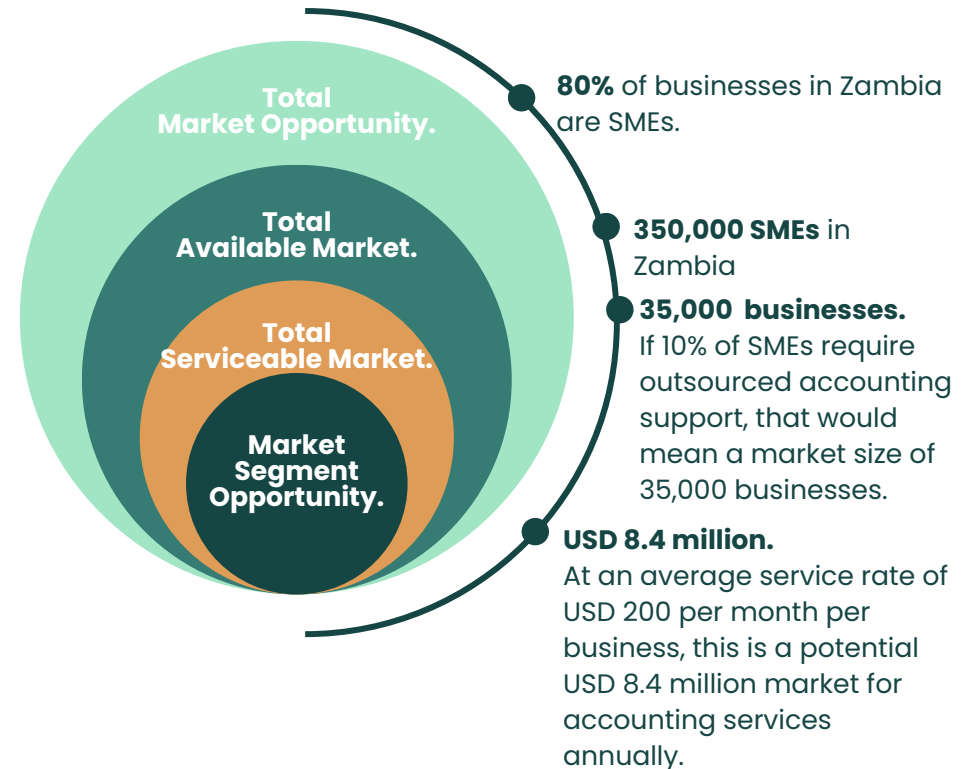 Total
Market Opportunity.
Total
Available Market.
Total
Serviceable Market.
Market
Segment
Opportunity.
80% of businesses in Zambia
are SMEs.
350,000 SMEs in
Zambia
35,000 businesses.
If 10% of SMEs require
outsourced accounting
support, that would
mean a market size of
35,000 businesses.
USD 8.4 million.
At an average service rate of
USD 200 per month per
business, this is a potential
USD 8.4 million market for
accounting services
annually.